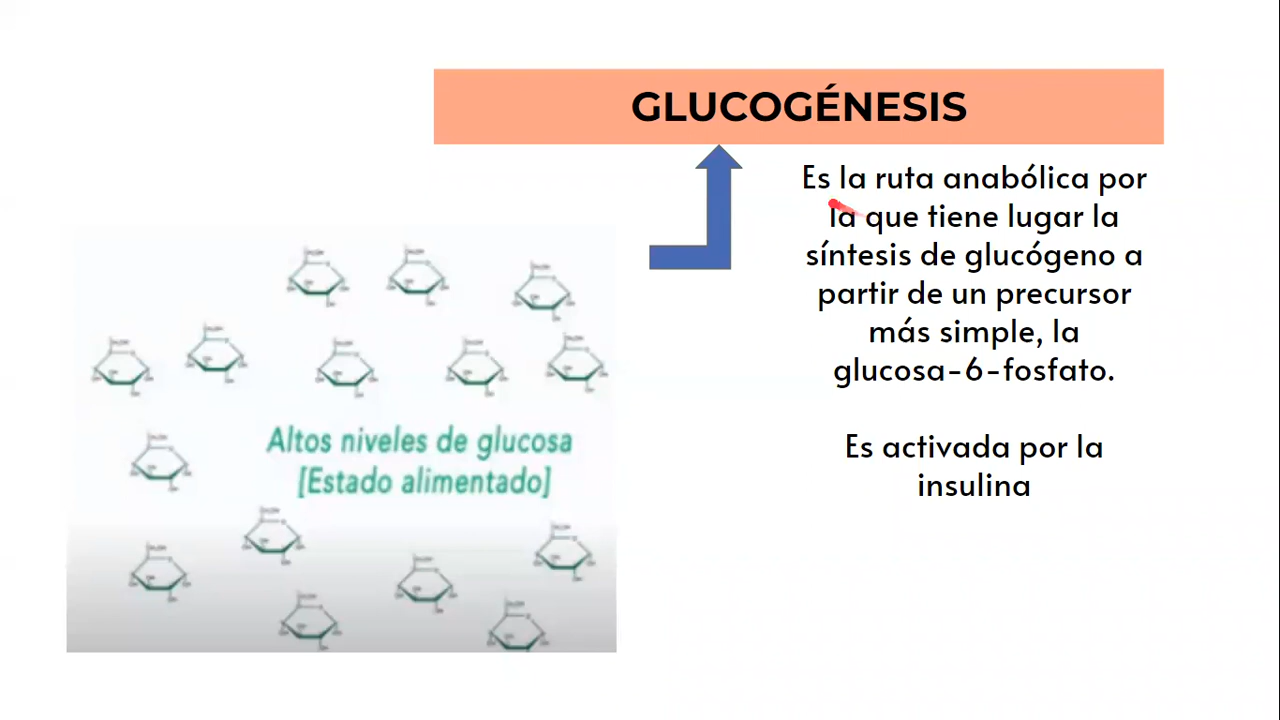 GLUCOGÉNESIS
Es la ruta anabólica por
la que tiene lugar la
síntesis de glucógeno a
partir de un precursor
más simple, la
glucosa-6-fosfato.
Es activada por la
insulina
Altos niveles de glucosa
[Estado alimentado]